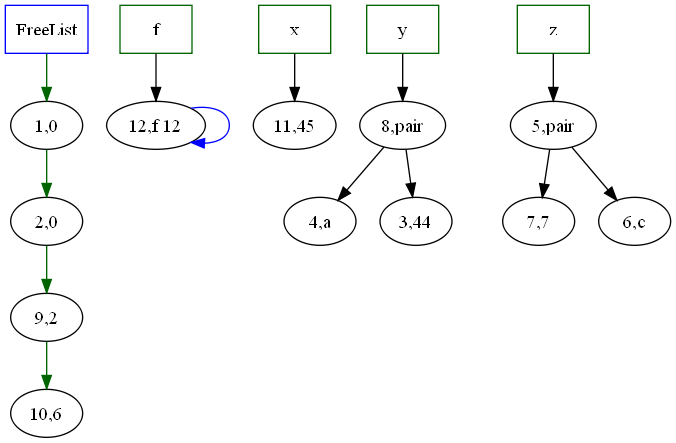 FreeList
f
x
y
z
1,0
12,f 12
11,45
8,pair
5,pair
2,0
4,a
3,44
7,7
6,c
9,2
10,6